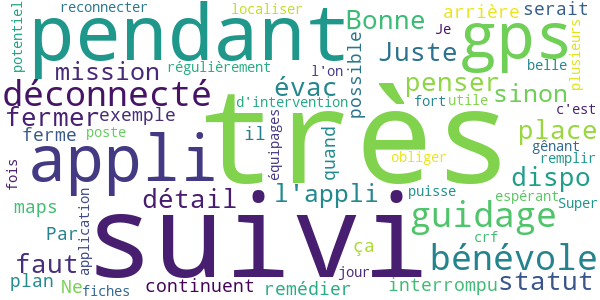 reconnecter
localiser
arrière
serait
potentiel
pendant
Bonne
gps
plusieurs
Je
Juste
belle
mission
régulièrement
l'on
possible
penser
déconnecté
évac
sinon
d'intervention
fort
utile
c'est
fermer
exemple
très
place
ferme
poste
il
équipages
quand
gênant
appli
obliger
remplir
fois
dispo
application
détail
l'appli
puisse
espérant
Super
maps
suivi
guidage
Par
ça
crf
bénévole
faut
jour
plan
Ne
fiches
continuent
remédier
interrompu
statut